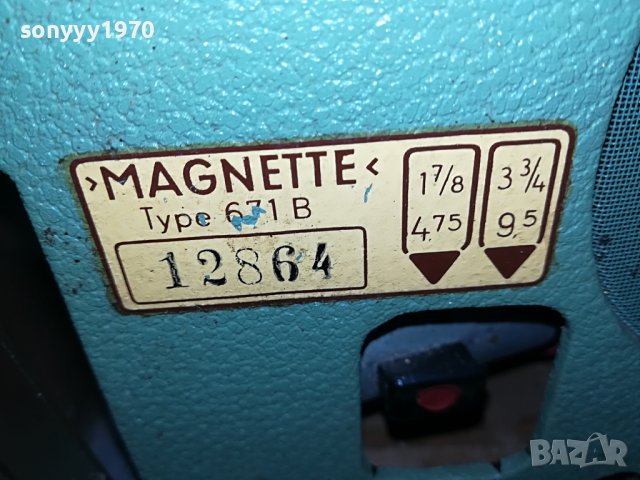 sonyyy1970
›MAGNETTE‹
Type 671 B
12864
1 7/8
4,75
3 3/4
9,5
BAZAR